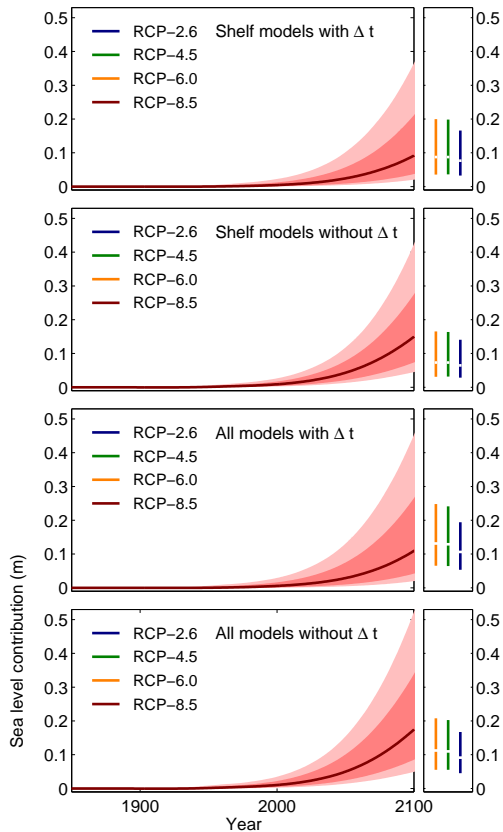 0.5
0.4
0.3
0.2
0.1
0
RCP−2.6
RCP−4.5
RCP−6.0
RCP−8.5
Shelf models with Δ t
0.5
0.4
0.3
0.2
0.1
0
0.5
0.4
0.3
0.2
0.1
0
RCP−2.6
RCP−4.5
RCP−6.0
RCP−8.5
Shelf models without Δ t
0.5
0.4
0.3
0.2
0.1
0
0.5
0.4
0.3
0.2
0.1
0
RCP−2.6
RCP−4.5
RCP−6.0
RCP−8.5
All models with Δ t
0.5
0.4
0.3
0.2
0.1
0
Sea level contribution (m)
0.5
0.4
0.3
0.2
0.1
0
RCP−2.6
RCP−4.5
RCP−6.0
RCP−8.5
All models without Δ t
0.5
0.4
0.3
0.2
0.1
0
1900
2000
2100
Year